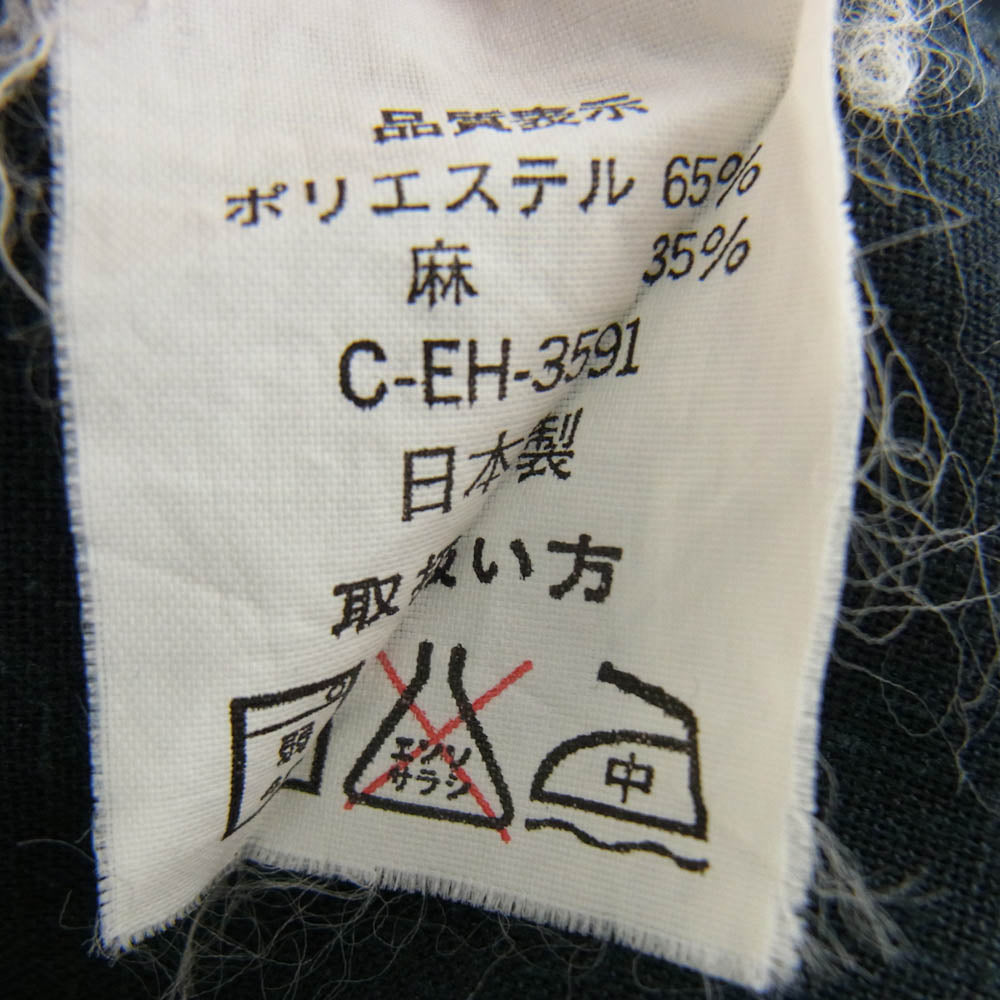 品質表示
ポリエステル 65%
麻 35%
C-EH-3591
日本製
取扱い方
弱
エンソ
サラシ
中